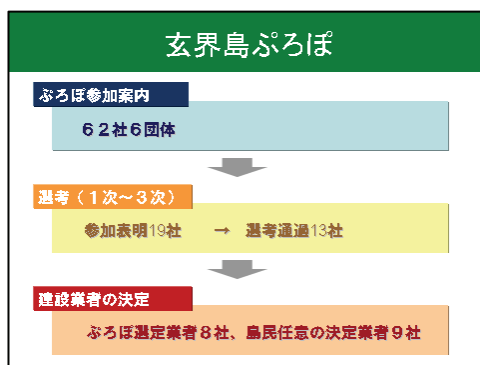 玄界島ぷろぽ
ぷろぽ参加案内
６２社６団体
選考（１次～３次）
参加表明19社　→　選考通過13社
建設業者の決定
ぷろぽ選定業者８社、島民任意の決定業者９社